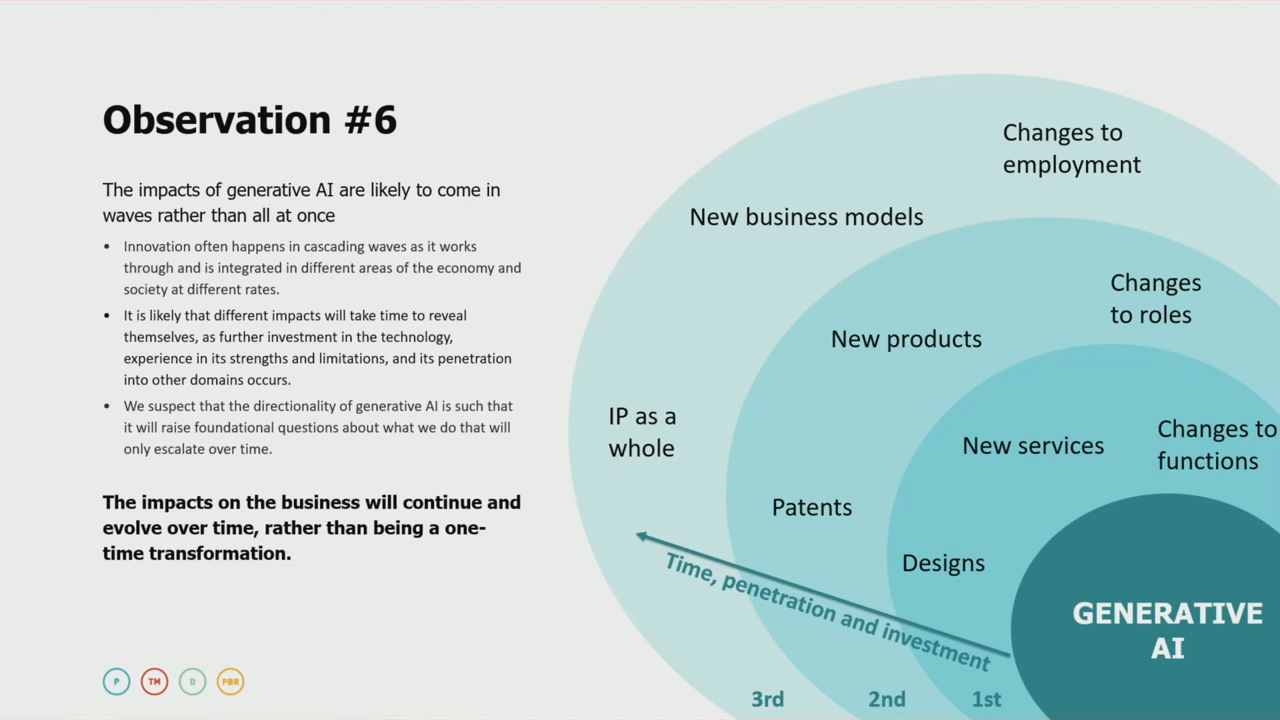 Observation #6
The impacts of generative AI are likely to come in
waves rather than all at once
• Innovation often happens in cascading waves as it works
through and is integrated in different areas of the economy and
society at different rates.
• It is likely that different impacts will take time to reveal
themselves, as further investment in the technology,
experience in its strengths and limitations, and its penetration
into other domains occurs.
• We suspect that the directionality of generative AI is such that
it will raise foundational questions about what we do that will
only escalate over time.
The impacts on the business will continue and
evolve over time, rather than being a one-
time transformation.
P TM D PBR
Changes to
employment
New business models
Changes
to roles
New products
IP as a
whole
Changes to
functions
New services
Patents
Designs
Time, penetration and investment
GENERATIVE
AI
3rd 2nd 1st